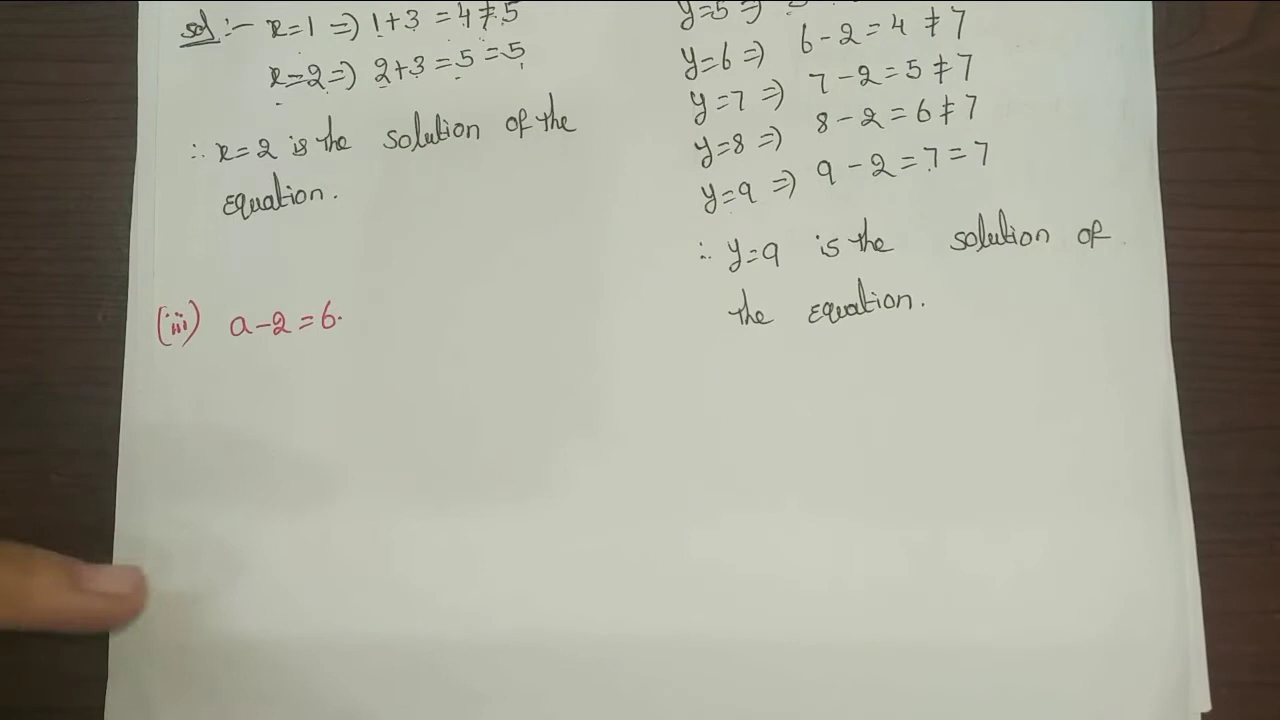 sol :- x=1 => 1+3 = 4 ≠ 5
x=2 => 2+3 = 5 = 5
∴ x=2 is the solution of the
equation.
(iii) a-2=6.
y=5 =>
y=6 => 6-2=4 ≠ 7
y=7 => 7-2=5 ≠ 7
y=8 => 8-2=6 ≠ 7
y=9 => 9-2=7=7
∴ y=9 is the solution of
the equation.